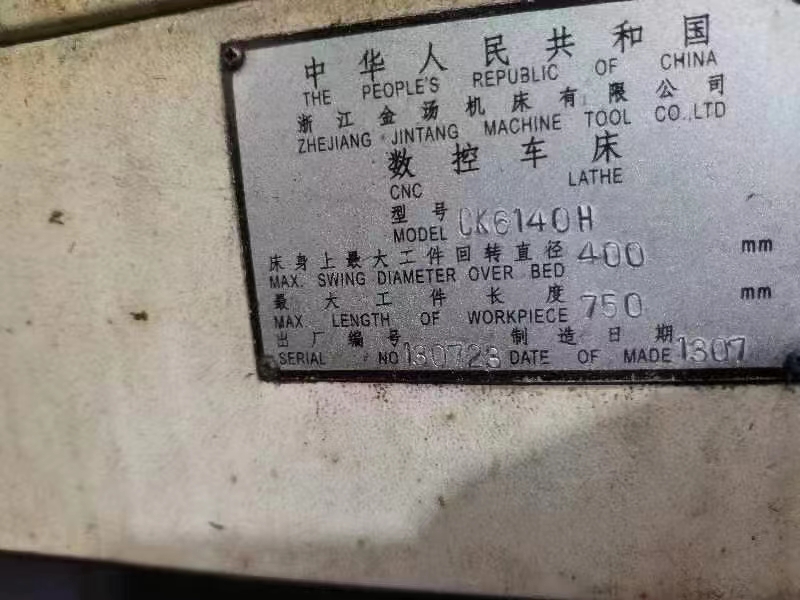 中华人民共和国
THE PEOPLE'S REPUBLIC OF CHINA
浙江金汤机床有限公司
ZHEJIANG JINTANG MACHINE TOOL CO.,LTD
数控车床
CNC LATHE
型号 CK6140H
MODEL
床身上最大工件回转直径 400 mm
MAX. SWING DIAMETER OVER BED
最大工件长度 750 mm
MAX. LENGTH OF WORKPIECE
出厂编号 130723 制造日期 1307
SERIAL NO DATE OF MADE